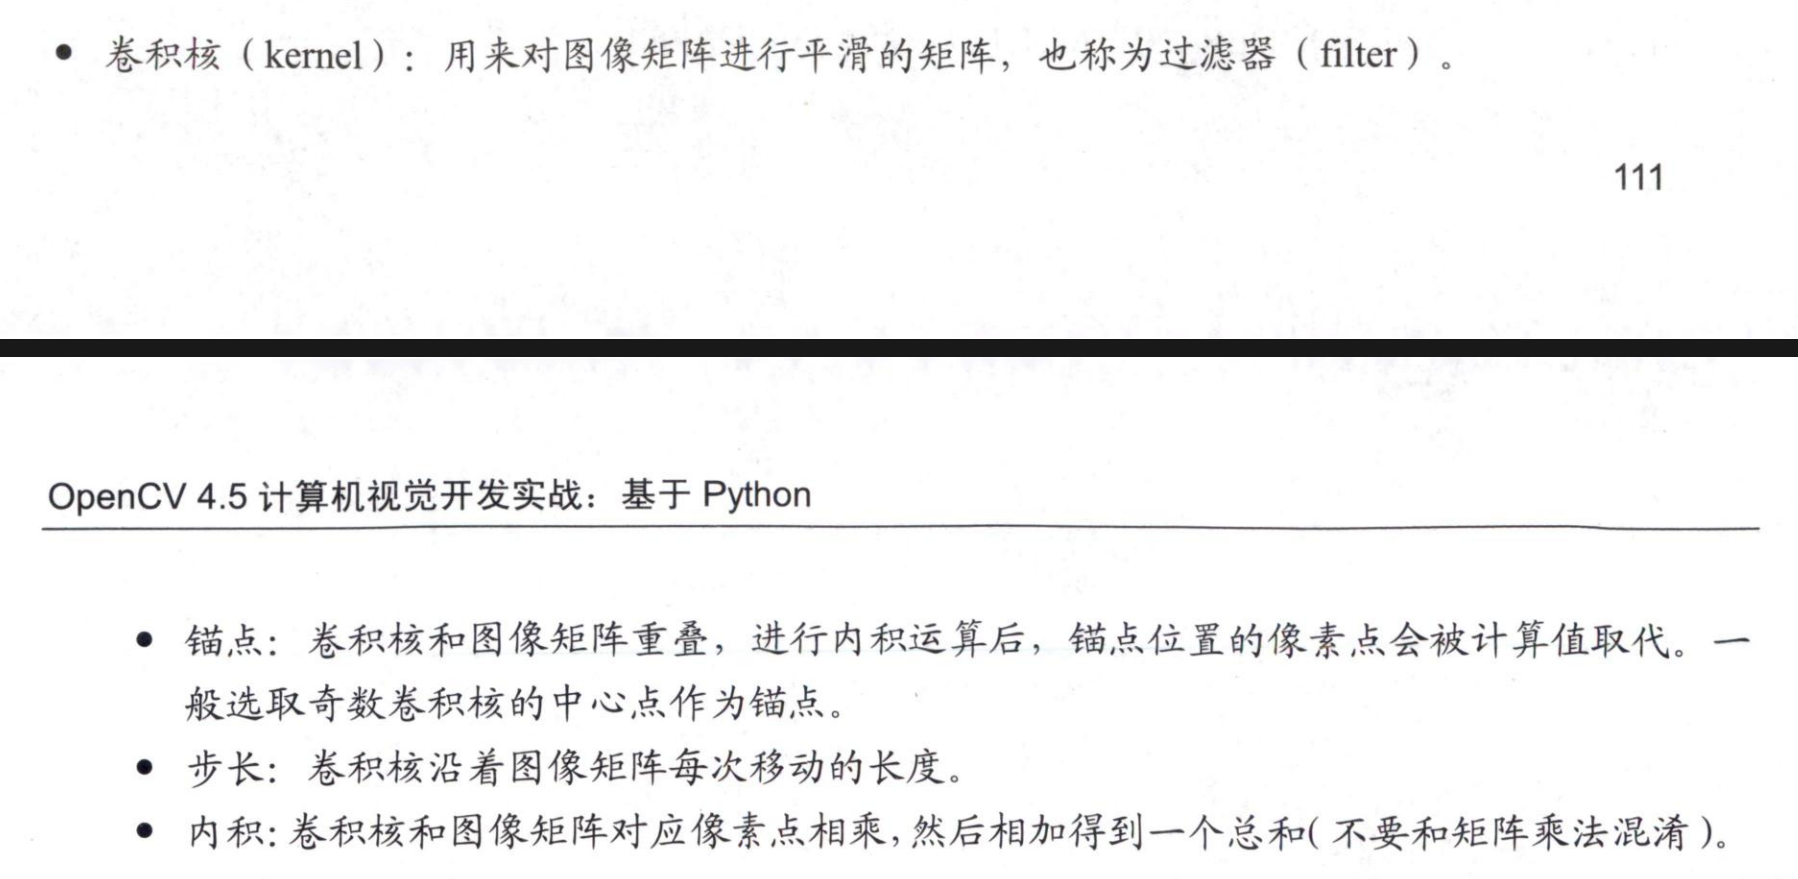 ● 卷积核（kernel）：用来对图像矩阵进行平滑的矩阵，也称为过滤器（filter）。
111
OpenCV 4.5 计算机视觉开发实战：基于 Python
● 锚点：卷积核和图像矩阵重叠，进行内积运算后，锚点位置的像素点会被计算值取代。一
般选取奇数卷积核的中心点作为锚点。
● 步长：卷积核沿着图像矩阵每次移动的长度。
● 内积：卷积核和图像矩阵对应像素点相乘，然后相加得到一个总和（不要和矩阵乘法混淆）。